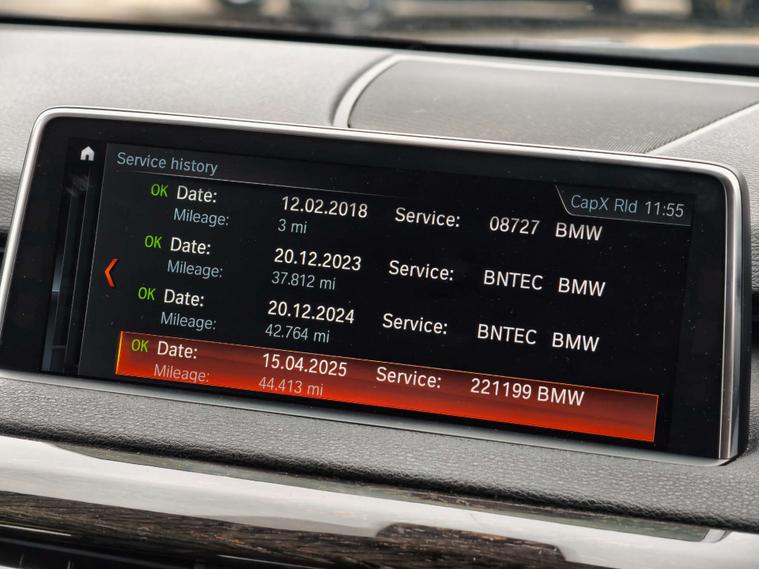 Service history
CapX Rld 11:55
OK Date: 12.02.2018 Service: 08727 BMW
Mileage: 3 mi
OK Date: 20.12.2023 Service: BNTEC BMW
Mileage: 37.812 mi
OK Date: 20.12.2024 Service: BNTEC BMW
Mileage: 42.764 mi
OK Date: 15.04.2025 Service: 221199 BMW
Mileage: 44.413 mi